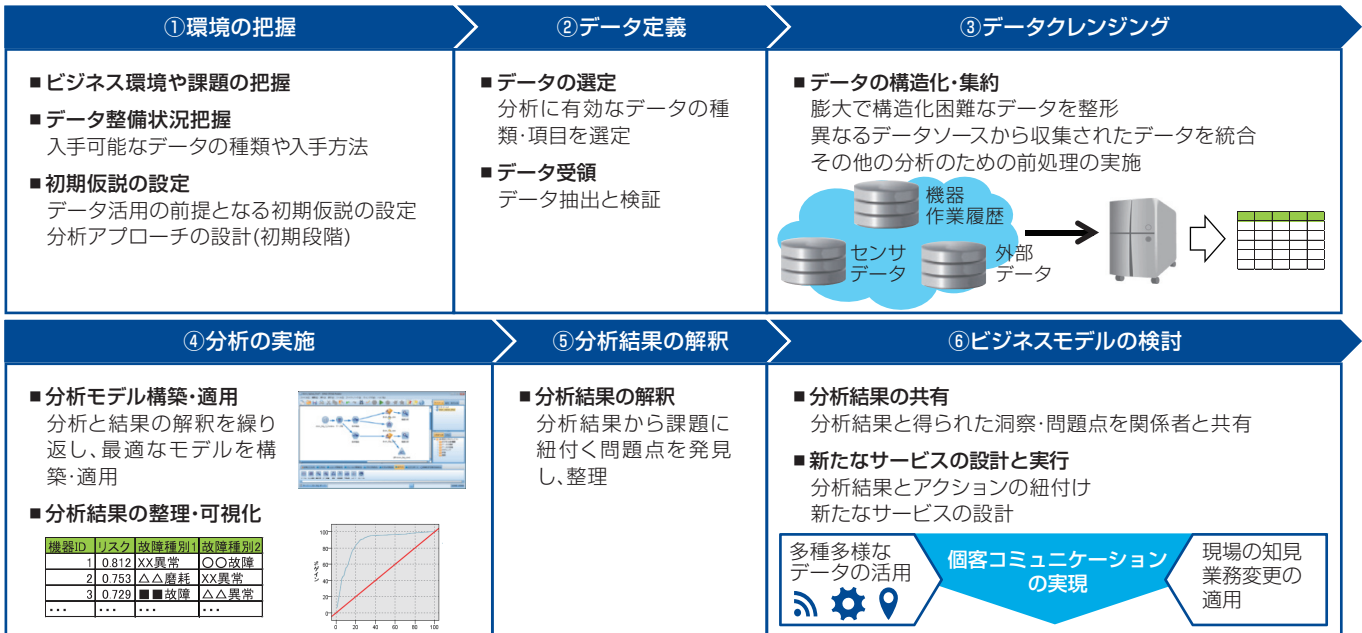 ①環境の把握
■ビジネス環境や課題の把握
■データ整備状況把握
入手可能なデータの種類や入手方法
■初期仮説の設定
データ活用の前提となる初期仮説の設定
分析アプローチの設計(初期段階)
②データ定義
■データの選定
分析に有効なデータの種
類・項目を選定
■データ受領
データ抽出と検証
③データクレンジング
■データの構造化・集約
膨大で構造化困難なデータを整形
異なるデータソースから収集されたデータを統合
その他の分析のための前処理の実施
機器
作業履歴
センサ
データ
外部
データ
④分析の実施
■分析モデル構築・適用
分析と結果の解釈を繰り
返し、最適なモデルを構
築・適用
■分析結果の整理・可視化
機器ID リスク 故障種別1 故障種別2
1 0.812 XX異常 〇〇故障
2 0.753 △△磨耗 XX異常
3 0.729 ■■故障 △△異常
・・・ ・・・ ・・・ ・・・
%ゲイン
100
80
60
40
20
0
0 20 40 60 80 100
⑤分析結果の解釈
■分析結果の解釈
分析結果から課題に
紐付く問題点を発見
し、整理
⑥ビジネスモデルの検討
■分析結果の共有
分析結果と得られた洞察・問題点を関係者と共有
■新たなサービスの設計と実行
分析結果とアクションの紐付け
新たなサービスの設計
多種多様な
データの活用
個客コミュニケーション
の実現
現場の知見
業務変更の
適用